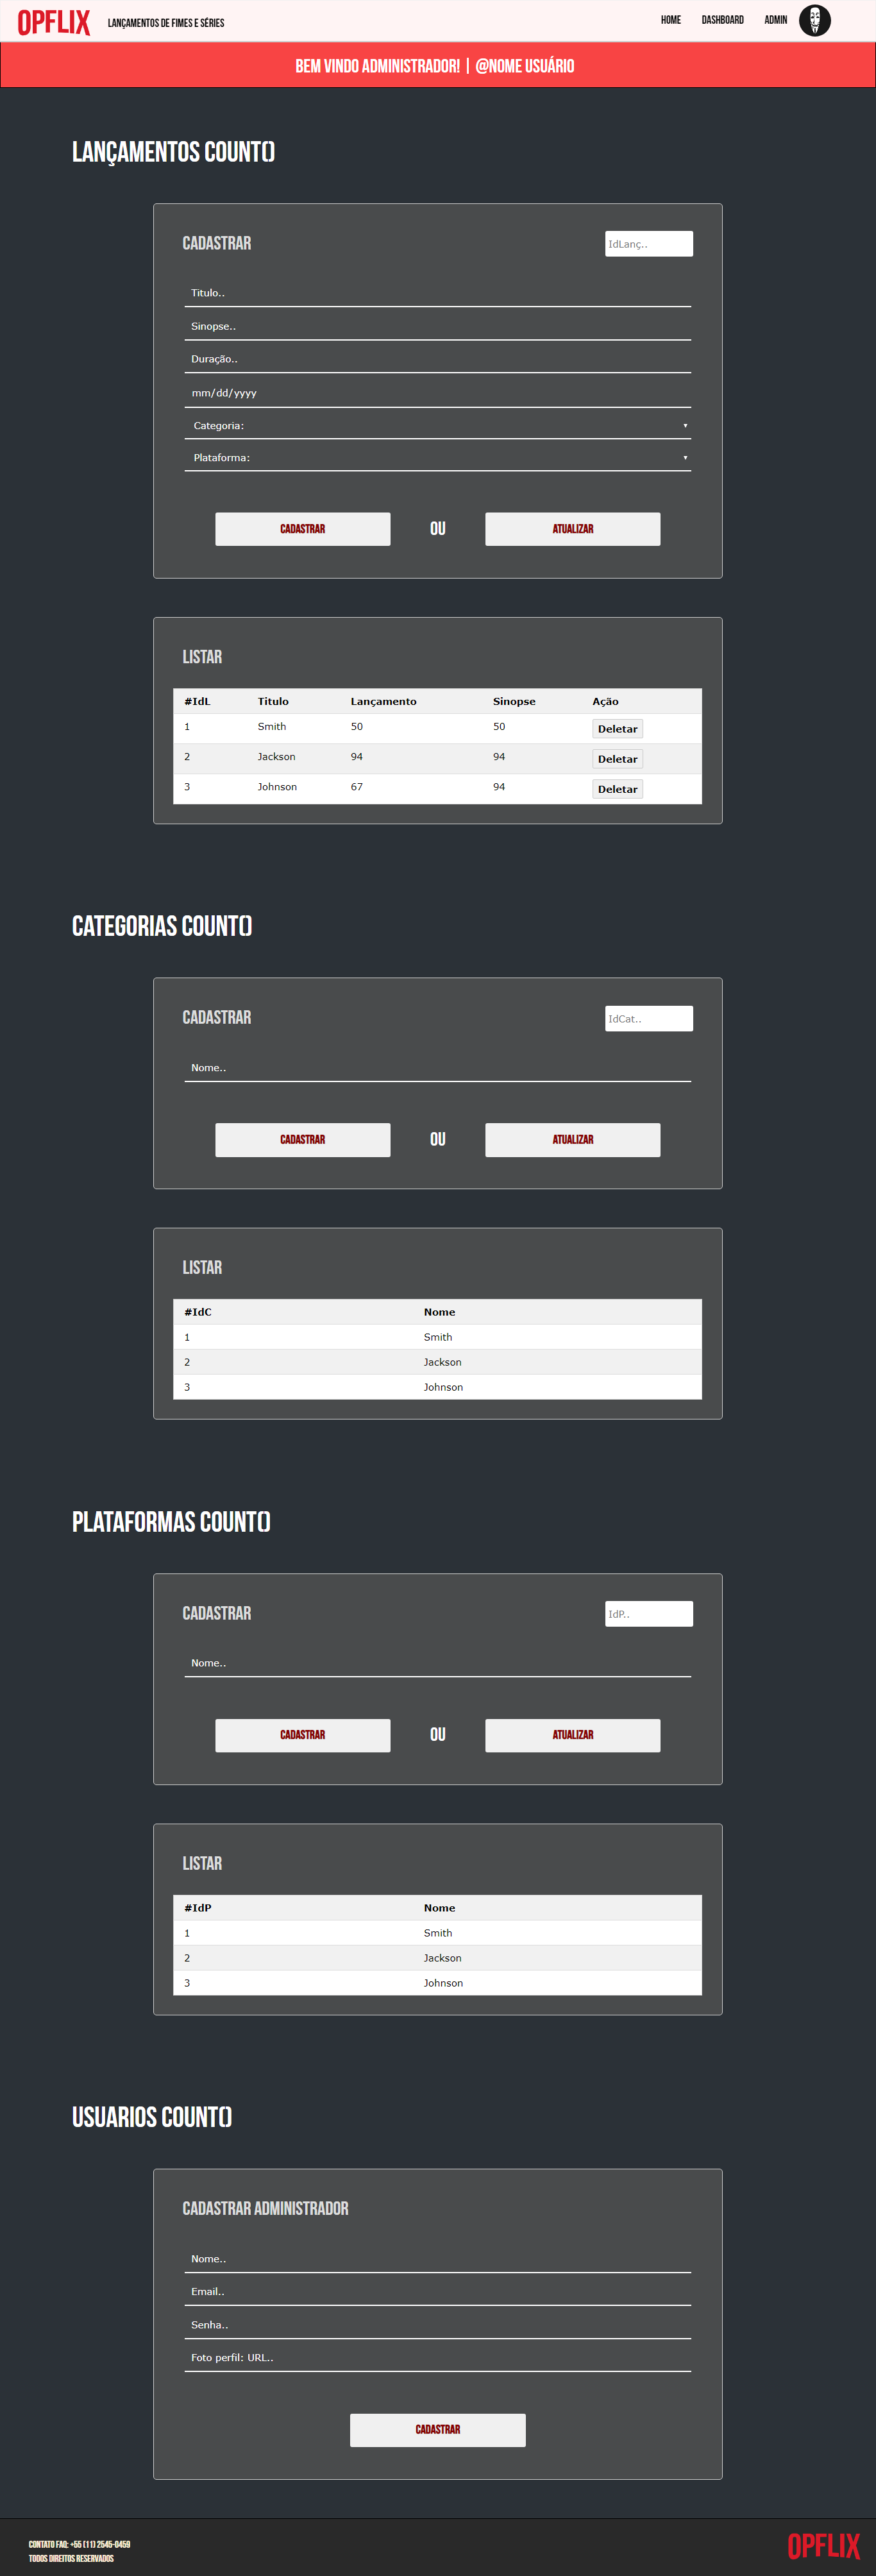 OPFLIX LANÇAMENTOS DE FIMES E SÉRIES HOME DASHBOARD ADMIN
BEM VINDO ADMINISTRADOR! | @NOME USUÁRIO
LANÇAMENTOS COUNT()
CADASTRAR IdLanç..
Titulo..
Sinopse..
Duração..
mm/dd/yyyy
Categoria:
Plataforma:
CADASTRAR OU ATUALIZAR
LISTAR
#IdL Titulo Lançamento Sinopse Ação
1 Smith 50 50 Deletar
2 Jackson 94 94 Deletar
3 Johnson 67 94 Deletar
CATEGORIAS COUNT()
CADASTRAR IdCat..
Nome..
CADASTRAR OU ATUALIZAR
LISTAR
#IdC Nome
1 Smith
2 Jackson
3 Johnson
PLATAFORMAS COUNT()
CADASTRAR IdP..
Nome..
CADASTRAR OU ATUALIZAR
LISTAR
#IdP Nome
1 Smith
2 Jackson
3 Johnson
USUARIOS COUNT()
CADASTRAR ADMINISTRADOR
Nome..
Email..
Senha..
Foto perfil: URL..
CADASTRAR
CONTATO FAQ: +55 (11) 2545-0459
TODOS DIREITOS RESERVADOS
OPFLIX